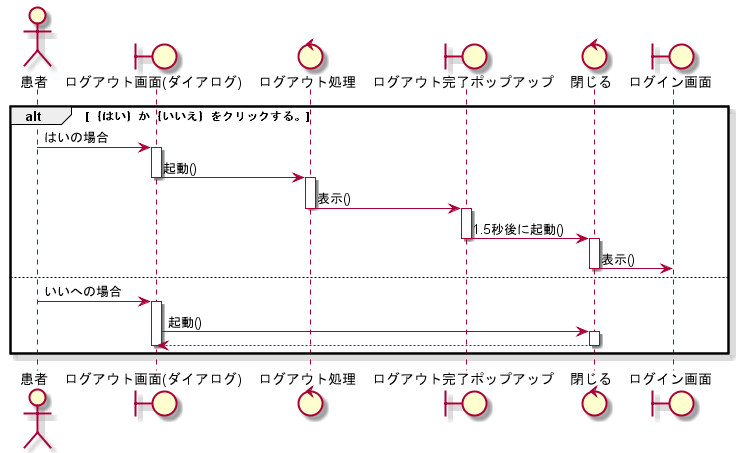 患者
ログアウト画面(ダイアログ)
ログアウト処理
ログアウト完了ポップアップ
閉じる
ログイン画面
alt
[ {はい} か {いいえ} をクリックする。]
はいの場合
起動()
表示()
1.5秒後に起動()
表示()
いいへの場合
起動()
患者
ログアウト画面(ダイアログ)
ログアウト処理
ログアウト完了ポップアップ
閉じる
ログイン画面